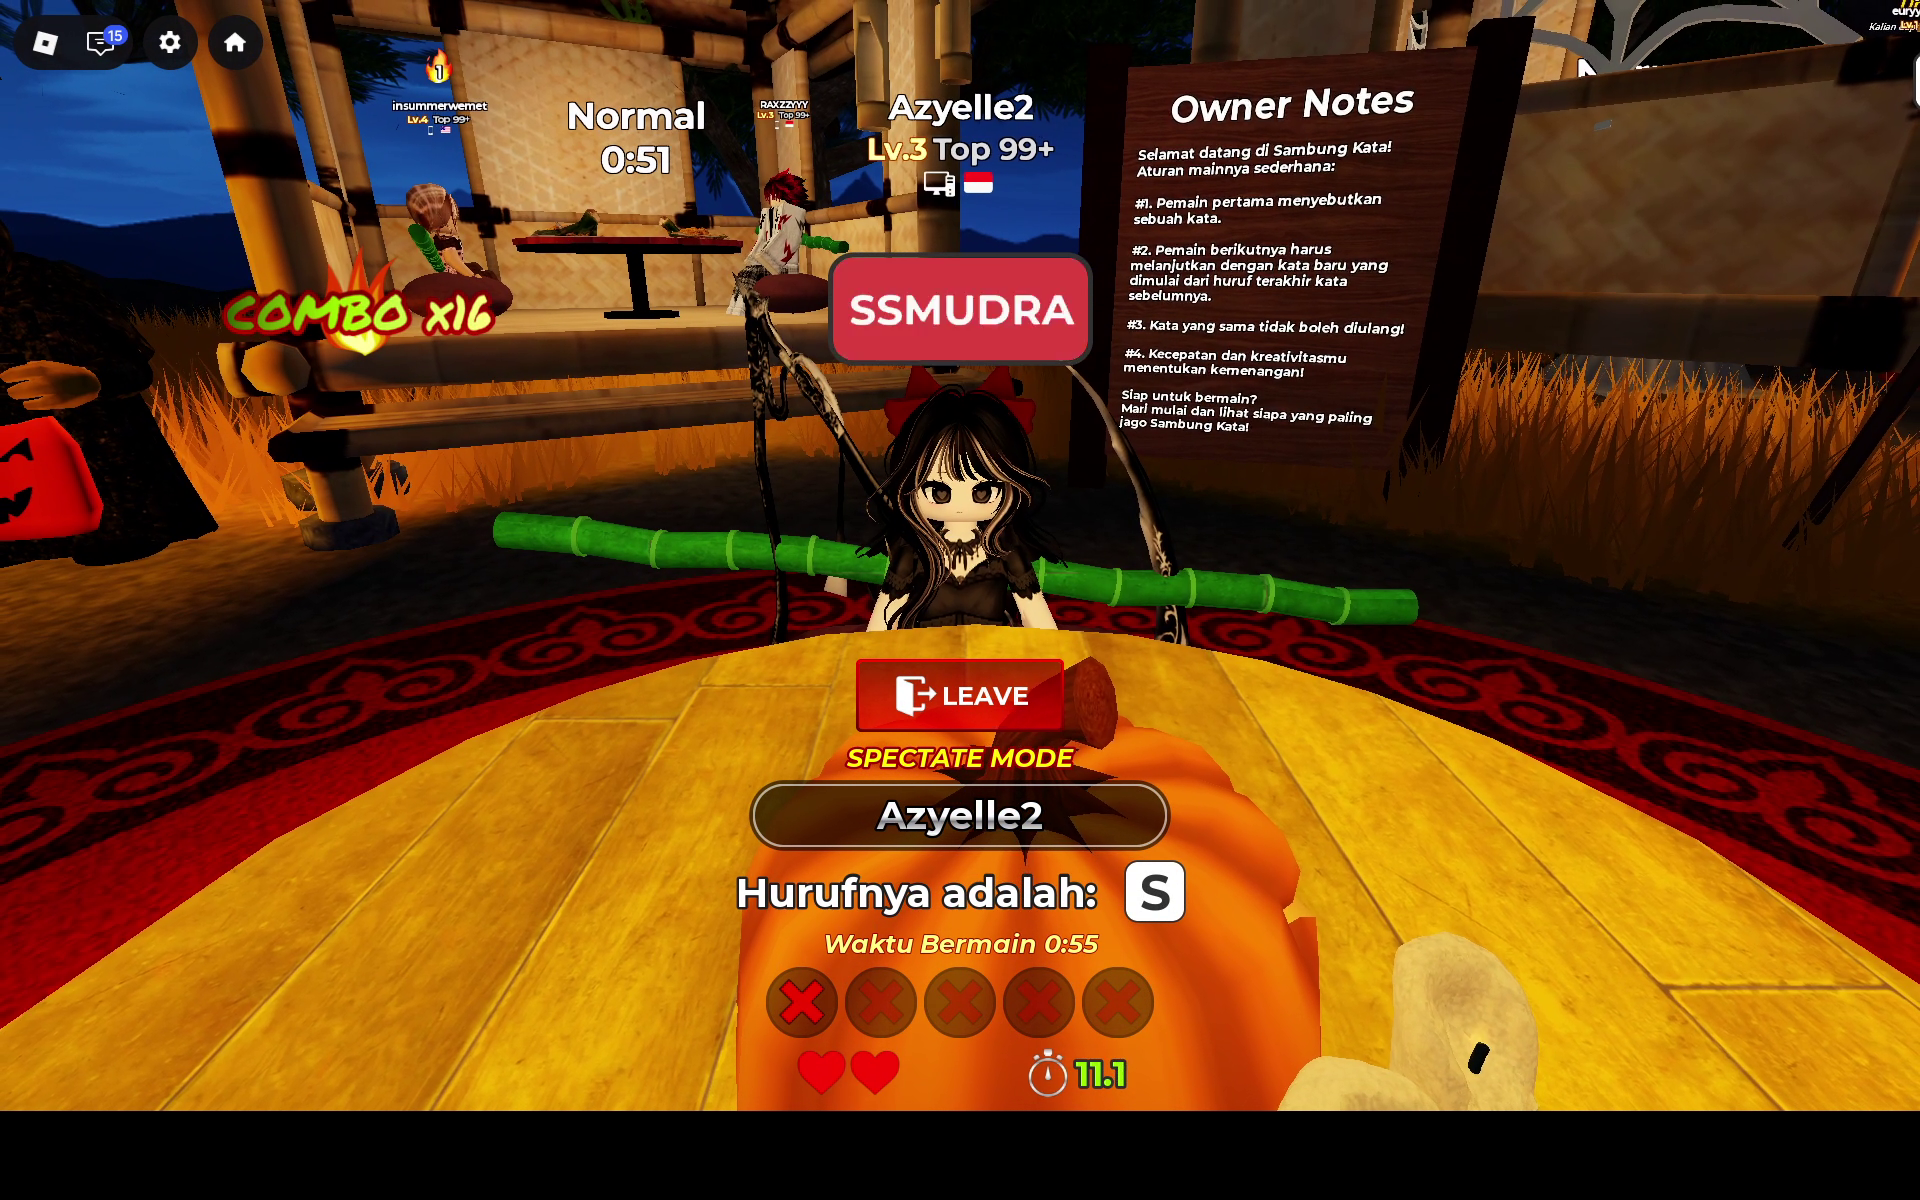 15
1
insummerwemet
Lv.4 Top 99+
Normal
0:51
RAXZZYYY
Lv.3 Top 99+
Azyelle2
Lv.3 Top 99+
COMBO x16
SSMUDRA
Owner Notes
Selamat datang di Sambung Kata!
Aturan mainnya sederhana:
#1. Pemain pertama menyebutkan
sebuah kata.
#2. Pemain berikutnya harus
melanjutkan dengan kata baru yang
dimulai dari huruf terakhir kata
sebelumnya.
#3. Kata yang sama tidak boleh diulang!
#4. Kecepatan dan kreativitasmu
menentukan kemenangan!
Siap untuk bermain?
Mari mulai dan lihat siapa yang paling
jago Sambung Kata!
Kalian
LEAVE
SPECTATE MODE
Azyelle2
Hurufnya adalah: S
Waktu Bermain 0:55
11.1